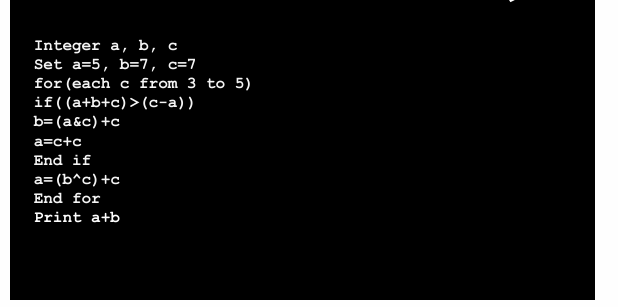 Integer a, b, c
Set a=5, b=7, c=7
for(each c from 3 to 5)
if((a+b+c)>(c-a))
b=(a&c)+c
a=c+c
End if
a=(b^c)+c
End for
Print a+b